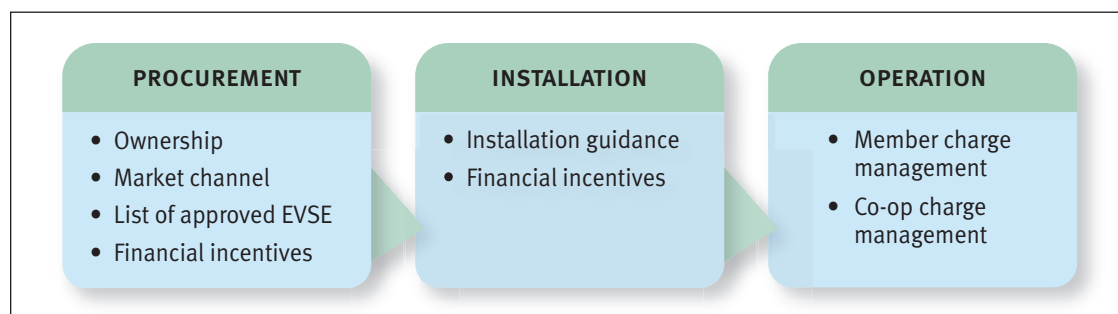 PROCUREMENT
• Ownership
• Market channel
• List of approved EVSE
• Financial incentives
INSTALLATION
• Installation guidance
• Financial incentives
OPERATION
• Member charge
management
• Co-op charge
management